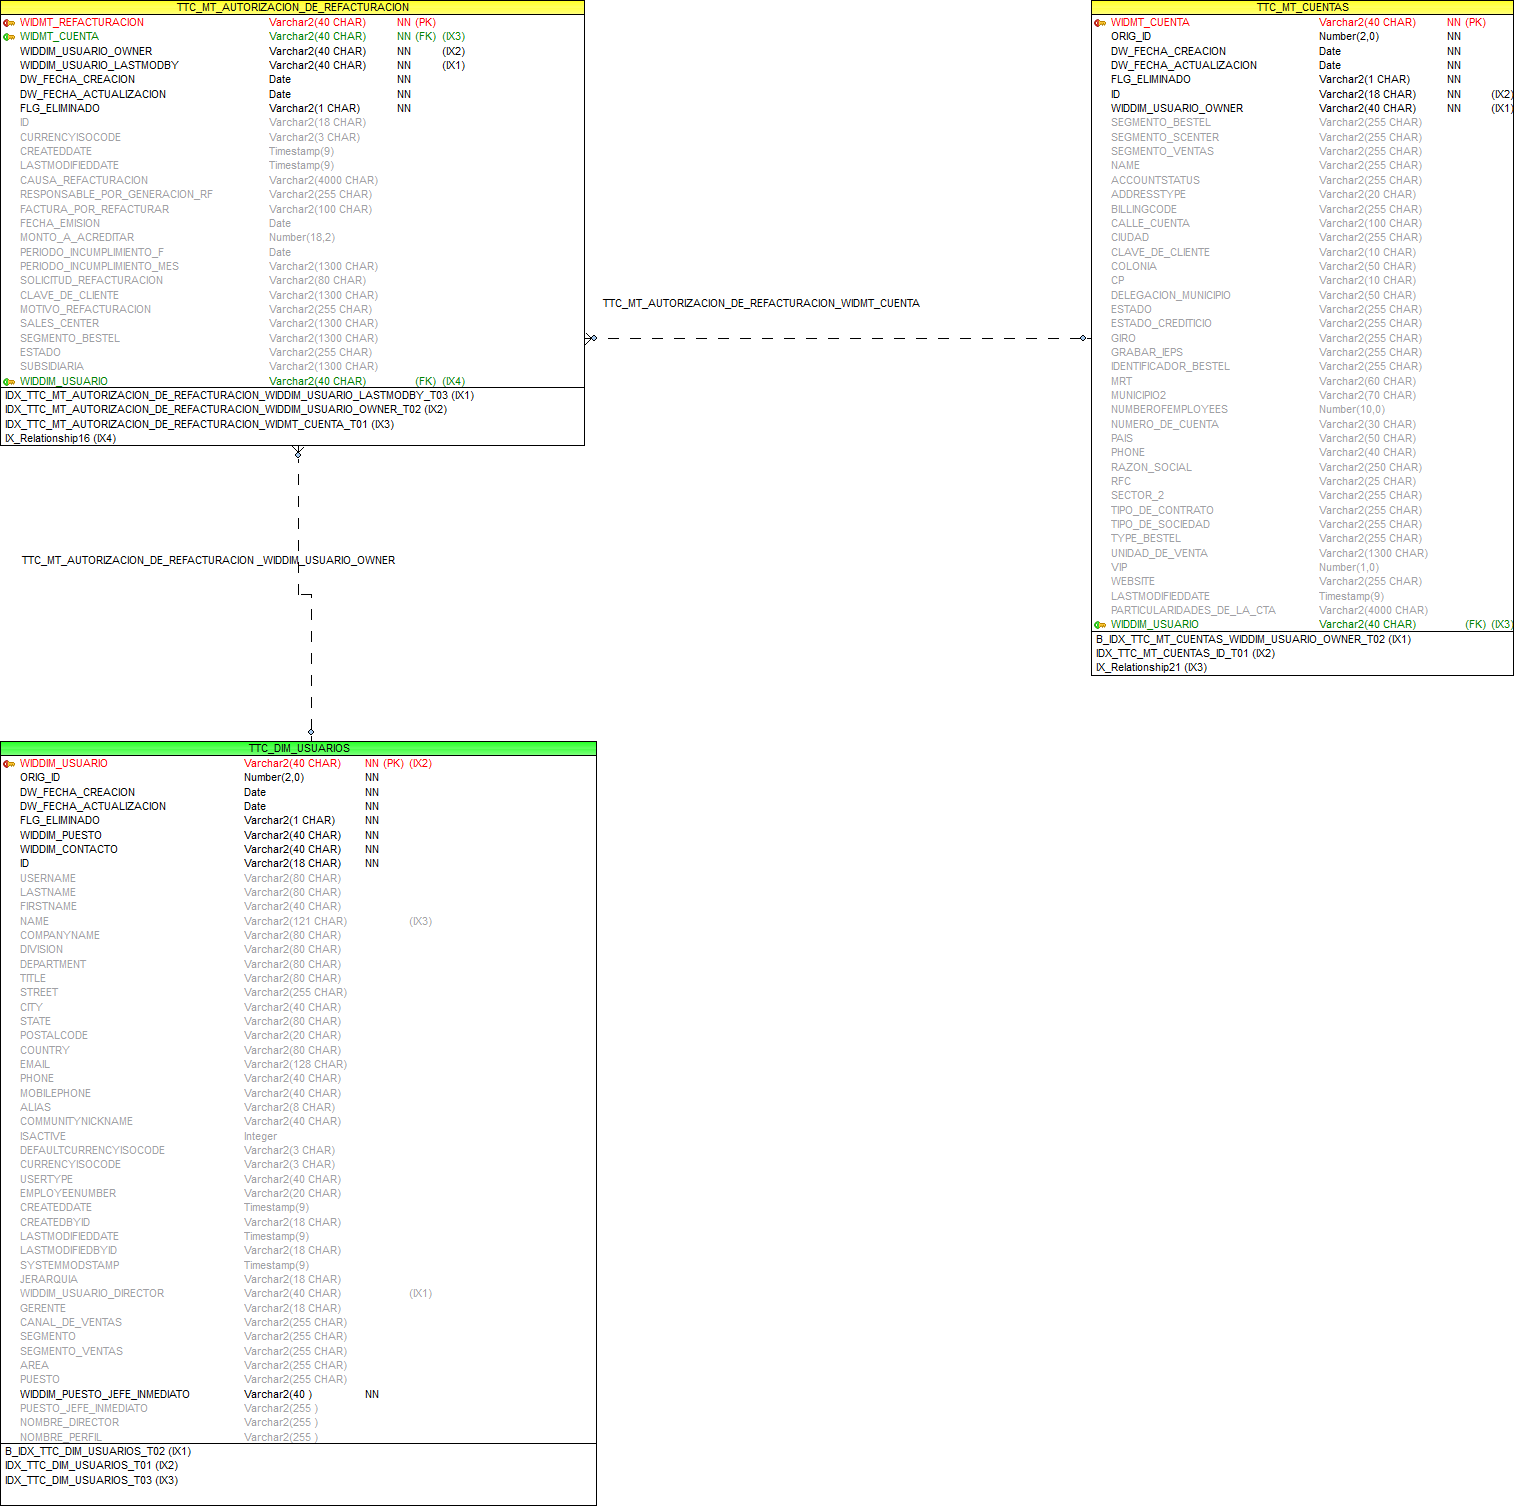 TTC_MT_AUTORIZACION_DE_REFACTURACION
WIDMT_REFACTURACION Varchar2(40 CHAR) NN (PK)
WIDMT_CUENTA Varchar2(40 CHAR) NN (FK) (IX3)
WIDDIM_USUARIO_OWNER Varchar2(40 CHAR) NN (IX2)
WIDDIM_USUARIO_LASTMODBY Varchar2(40 CHAR) NN (IX1)
DW_FECHA_CREACION Date NN
DW_FECHA_ACTUALIZACION Date NN
FLG_ELIMINADO Varchar2(1 CHAR) NN
ID Varchar2(18 CHAR)
CURRENCYISOCODE Varchar2(3 CHAR)
CREATEDDATE Timestamp(9)
LASTMODIFIEDDATE Timestamp(9)
CAUSA_REFACTURACION Varchar2(4000 CHAR)
RESPONSABLE_POR_GENERACION_RF Varchar2(255 CHAR)
FACTURA_POR_REFACTURAR Varchar2(100 CHAR)
FECHA_EMISION Date
MONTO_A_ACREDITAR Number(18,2)
PERIODO_INCUMPLIMIENTO_F Date
PERIODO_INCUMPLIMIENTO_MES Varchar2(1300 CHAR)
SOLICITUD_REFACTURACION Varchar2(80 CHAR)
CLAVE_DE_CLIENTE Varchar2(1300 CHAR)
MOTIVO_REFACTURACION Varchar2(255 CHAR)
SALES_CENTER Varchar2(1300 CHAR)
SEGMENTO_BESTEL Varchar2(1300 CHAR)
ESTADO Varchar2(255 CHAR)
SUBSIDIARIA Varchar2(1300 CHAR)
WIDDIM_USUARIO Varchar2(40 CHAR) (FK) (IX4)
IDX_TTC_MT_AUTORIZACION_DE_REFACTURACION_WIDDIM_USUARIO_LASTMODBY_T03 (IX1)
IDX_TTC_MT_AUTORIZACION_DE_REFACTURACION_WIDDIM_USUARIO_OWNER_T02 (IX2)
IDX_TTC_MT_AUTORIZACION_DE_REFACTURACION_WIDMT_CUENTA_T01 (IX3)
IX_Relationship16 (IX4)
TTC_MT_AUTORIZACION_DE_REFACTURACION_WIDMT_CUENTA
TTC_MT_CUENTAS
WIDMT_CUENTA Varchar2(40 CHAR) NN (PK)
ORIG_ID Number(2,0) NN
DW_FECHA_CREACION Date NN
DW_FECHA_ACTUALIZACION Date NN
FLG_ELIMINADO Varchar2(1 CHAR) NN
ID Varchar2(18 CHAR) NN (IX2)
WIDDIM_USUARIO_OWNER Varchar2(40 CHAR) NN (IX1)
SEGMENTO_BESTEL Varchar2(255 CHAR)
SEGMENTO_SCENTER Varchar2(255 CHAR)
SEGMENTO_VENTAS Varchar2(255 CHAR)
NAME Varchar2(255 CHAR)
ACCOUNTSTATUS Varchar2(255 CHAR)
ADDRESSTYPE Varchar2(20 CHAR)
BILLINGCODE Varchar2(255 CHAR)
CALLE_CUENTA Varchar2(100 CHAR)
CIUDAD Varchar2(255 CHAR)
CLAVE_DE_CLIENTE Varchar2(10 CHAR)
COLONIA Varchar2(50 CHAR)
CP Varchar2(10 CHAR)
DELEGACION_MUNICIPIO Varchar2(50 CHAR)
ESTADO Varchar2(255 CHAR)
ESTADO_CREDITICIO Varchar2(255 CHAR)
GIRO Varchar2(255 CHAR)
GRABAR_IEPS Varchar2(255 CHAR)
IDENTIFICADOR_BESTEL Varchar2(255 CHAR)
MRT Varchar2(60 CHAR)
MUNICIPIO2 Varchar2(70 CHAR)
NUMBEROFEMPLOYEES Number(10,0)
NUMERO_DE_CUENTA Varchar2(30 CHAR)
PAIS Varchar2(50 CHAR)
PHONE Varchar2(40 CHAR)
RAZON_SOCIAL Varchar2(250 CHAR)
RFC Varchar2(25 CHAR)
SECTOR_2 Varchar2(255 CHAR)
TIPO_DE_CONTRATO Varchar2(255 CHAR)
TIPO_DE_SOCIEDAD Varchar2(255 CHAR)
TYPE_BESTEL Varchar2(255 CHAR)
UNIDAD_DE_VENTA Varchar2(1300 CHAR)
VIP Number(1,0)
WEBSITE Varchar2(255 CHAR)
LASTMODIFIEDDATE Timestamp(9)
PARTICULARIDADES_DE_LA_CTA Varchar2(4000 CHAR)
WIDDIM_USUARIO Varchar2(40 CHAR) (FK) (IX3)
B_IDX_TTC_MT_CUENTAS_WIDDIM_USUARIO_OWNER_T02 (IX1)
IDX_TTC_MT_CUENTAS_ID_T01 (IX2)
IX_Relationship21 (IX3)
TTC_MT_AUTORIZACION_DE_REFACTURACION _WIDDIM_USUARIO_OWNER
TTC_DIM_USUARIOS
WIDDIM_USUARIO Varchar2(40 CHAR) NN (PK) (IX2)
ORIG_ID Number(2,0) NN
DW_FECHA_CREACION Date NN
DW_FECHA_ACTUALIZACION Date NN
FLG_ELIMINADO Varchar2(1 CHAR) NN
WIDDIM_PUESTO Varchar2(40 CHAR) NN
WIDDIM_CONTACTO Varchar2(40 CHAR) NN
ID Varchar2(18 CHAR) NN
USERNAME Varchar2(80 CHAR)
LASTNAME Varchar2(80 CHAR)
FIRSTNAME Varchar2(40 CHAR)
NAME Varchar2(121 CHAR) (IX3)
COMPANYNAME Varchar2(80 CHAR)
DIVISION Varchar2(80 CHAR)
DEPARTMENT Varchar2(80 CHAR)
TITLE Varchar2(80 CHAR)
STREET Varchar2(255 CHAR)
CITY Varchar2(40 CHAR)
STATE Varchar2(80 CHAR)
POSTALCODE Varchar2(20 CHAR)
COUNTRY Varchar2(80 CHAR)
EMAIL Varchar2(128 CHAR)
PHONE Varchar2(40 CHAR)
MOBILEPHONE Varchar2(40 CHAR)
ALIAS Varchar2(8 CHAR)
COMMUNITYNICKNAME Varchar2(40 CHAR)
ISACTIVE Integer
DEFAULTCURRENCYISOCODE Varchar2(3 CHAR)
CURRENCYISOCODE Varchar2(3 CHAR)
USERTYPE Varchar2(40 CHAR)
EMPLOYEENUMBER Varchar2(20 CHAR)
CREATEDDATE Timestamp(9)
CREATEDBYID Varchar2(18 CHAR)
LASTMODIFIEDDATE Timestamp(9)
LASTMODIFIEDBYID Varchar2(18 CHAR)
SYSTEMMODSTAMP Timestamp(9)
JERARQUIA Varchar2(18 CHAR)
WIDDIM_USUARIO_DIRECTOR Varchar2(40 CHAR) (IX1)
GERENTE Varchar2(18 CHAR)
CANAL_DE_VENTAS Varchar2(255 CHAR)
SEGMENTO Varchar2(255 CHAR)
SEGMENTO_VENTAS Varchar2(255 CHAR)
AREA Varchar2(255 CHAR)
PUESTO Varchar2(255 CHAR)
WIDDIM_PUESTO_JEFE_INMEDIATO Varchar2(40 ) NN
PUESTO_JEFE_INMEDIATO Varchar2(255 )
NOMBRE_DIRECTOR Varchar2(255 )
NOMBRE_PERFIL Varchar2(255 )
B_IDX_TTC_DIM_USUARIOS_T02 (IX1)
IDX_TTC_DIM_USUARIOS_T01 (IX2)
IDX_TTC_DIM_USUARIOS_T03 (IX3)